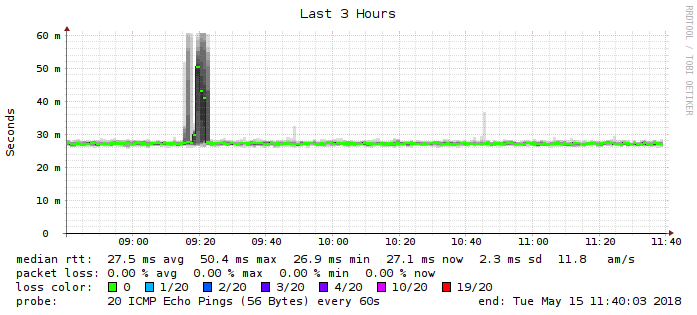 Last 3 Hours
RRDTOOL / TOBI OETIKER
Seconds
60 m
50 m
40 m
30 m
20 m
10 m
0
09:00 09:20 09:40 10:00 10:20 10:40 11:00 11:20 11:40
median rtt: 27.5 ms avg 50.4 ms max 26.9 ms min 27.1 ms now 2.3 ms sd 11.8 am/s
packet loss: 0.00 % avg 0.00 % max 0.00 % min 0.00 % now
loss color: 0 1/20 2/20 3/20 4/20 10/20 19/20
probe: 20 ICMP Echo Pings (56 Bytes) every 60s end: Tue May 15 11:40:03 2018